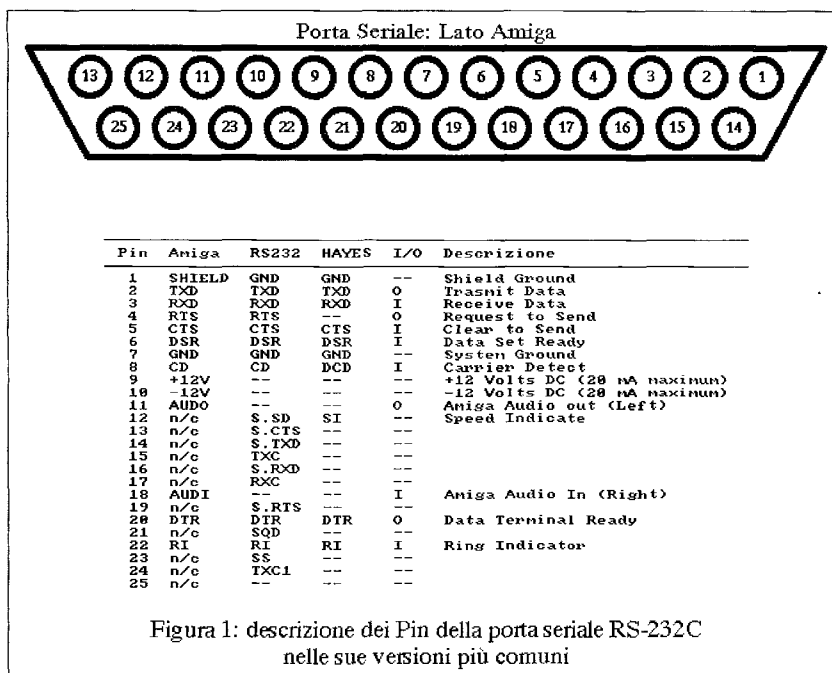 Porta Seriale: Lato Amiga
13 12 11 10 9 8 7 6 5 4 3 2 1
25 24 23 22 21 20 19 18 17 16 15 14
Pin Amiga RS232 HAYES I/O Descrizione
1 SHIELD GND GND -- Shield Ground
2 TXD TXD TXD O Trasmit Data
3 RXD RXD RXD I Receive Data
4 RTS RTS -- O Request to Send
5 CTS CTS CTS I Clear to Send
6 DSR DSR DSR I Data Set Ready
7 GND GND GND -- System Ground
8 CD CD DCD I Carrier Detect
9 +12V -- -- -- +12 Volts DC (20 mA maximum)
10 -12V -- -- -- -12 Volts DC (20 mA maximum)
11 AUDO -- -- O Amiga Audio out (Left)
12 n/c S.SD SI -- Speed Indicate
13 n/c S.CTS -- --
14 n/c S.TXD -- --
15 n/c TXC -- --
16 n/c S.RXD -- --
17 n/c RXC -- --
18 AUDI -- -- I Amiga Audio In (Right)
19 n/c S.RTS -- --
20 DTR DTR DTR O Data Terminal Ready
21 n/c SQD -- --
22 RI RI RI I Ring Indicator
23 n/c SS -- --
24 n/c TXC1 -- --
25 n/c -- -- --
Figura 1: descrizione dei Pin della porta seriale RS-232C
nelle sue versioni più comuni